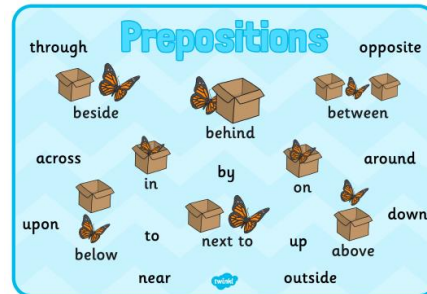 Prepositions
through
opposite
beside
behind
between
across
in
by
on
around
upon
below
to
next to
up
above
down
near
twinkl
outside